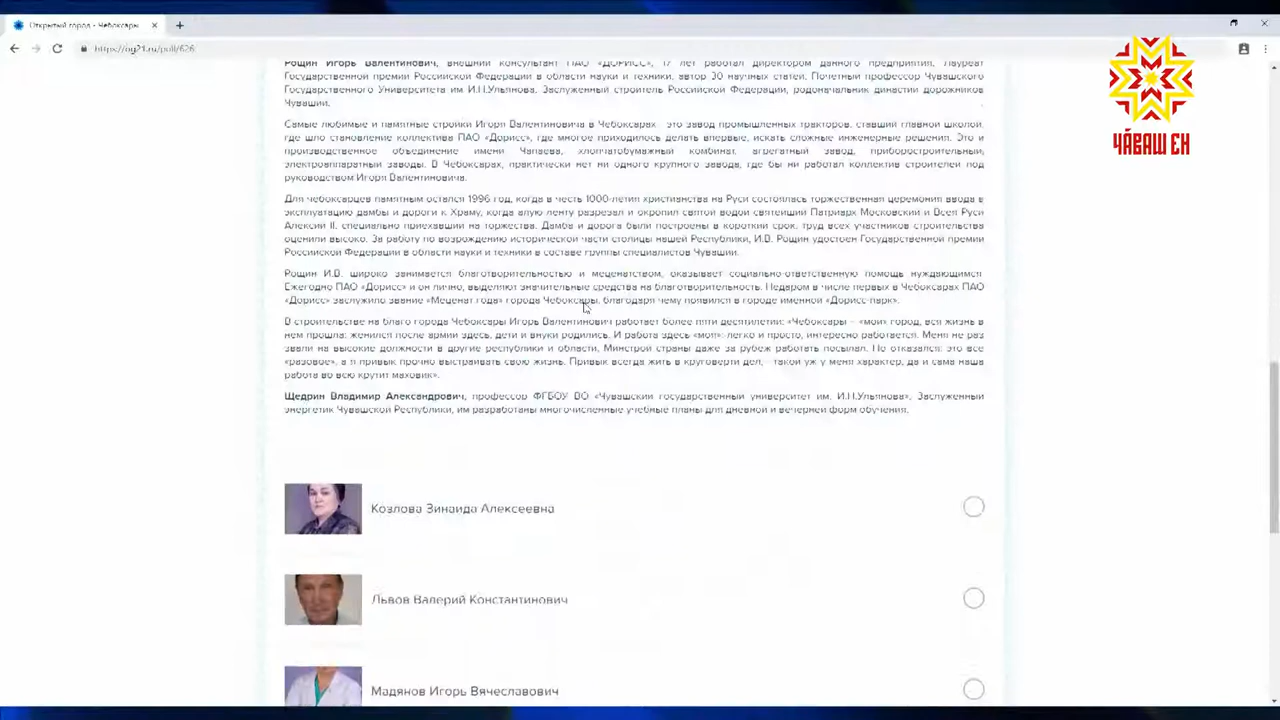 Открытый город - Чебоксары
https://og21.ru/poll/626
ЧӐВАШ ЕН
Рощин Игорь Валентинович, внешний консультант ПАО «ДОРИСС», 17 лет работал директором данного предприятия. Лауреат
Государственной премии Российской Федерации в области науки и техники, автор 30 научных статей. Почетный профессор Чувашского
Государственного Университета им И.Н.Ульянова. Заслуженный строитель Российской Федерации, родоначальник династии дорожников
Чувашии.
Самые любимые и памятные стройки Игоря Валентиновича в Чебоксарах - это завод промышленных тракторов, ставший главной школой,
где шло становление коллектива ПАО «Дорисс», где многое приходилось делать впервые, искать сложные инженерные решения. Это и
производственное объединение имени Чапаева, хлопчатобумажный комбинат, агрегатный завод, приборостроительный,
электроаппаратный заводы. В Чебоксарах, практически нет ни одного крупного завода, где бы ни работал коллектив строителей под
руководством Игоря Валентиновича.
Для чебоксарцев памятным остался 1996 год, когда в честь 1000-летия христианства на Руси состоялась торжественная церемония ввода в
эксплуатацию дамбы и дороги к Храму, когда алую ленту разрезал и окропил святой водой святейший Патриарх Московский и Всея Руси
Алексий II, специально приехавший на торжества. Дамба и дорога были построены в короткий срок, труд всех участников строительства
оценили высоко. За работу по возрождению исторической части столицы нашей Республики, И.В. Рощин удостоен Государственной премии
Российской Федерации в области науки и техники в составе группы специалистов Чувашии.
Рощин И.В. широко занимается благотворительностью и меценатством, оказывает социально-ответственную помощь нуждающимся.
Ежегодно ПАО «Дорисс» и он лично, выделяют значительные средства на благотворительность. Недаром в числе первых в Чебоксарах ПАО
«Дорисс» заслужило звание «Меценат года» города Чебоксары, благодаря чему появился в городе именной «Дорисс-парк».
В строительстве на благо города Чебоксары Игорь Валентинович работает более пяти десятилетий: «Чебоксары – «мой» город, вся жизнь в
нем прошла: женился после армии здесь, дети и внуки родились. И работа здесь «моя»: легко и просто, интересно работается. Меня не раз
звали на высокие должности в другие республики и области, Минстрой страны даже за рубеж работать посылал. Но отказался: это все
«разовое», а я привык прочно выстраивать свою жизнь. Привык всегда жить в круговерти дел, - такой уж у меня характер, да и сама наша
работа во всю крутит маховик».
Щедрин Владимир Александрович, профессор ФГБОУ ВО «Чувашский государственный университет им. И.Н.Ульянова», Заслуженный
энергетик Чувашской Республики, им разработаны многочисленные учебные планы для дневной и вечерней форм обучения.
Козлова Зинаида Алексеевна
Львов Валерий Константинович
Мадянов Игорь Вячеславович